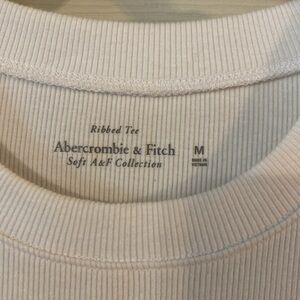 Ribbed Tee
Abercrombie & Fitch
Soft A&F Collection
M
MADE IN
VIETNAM